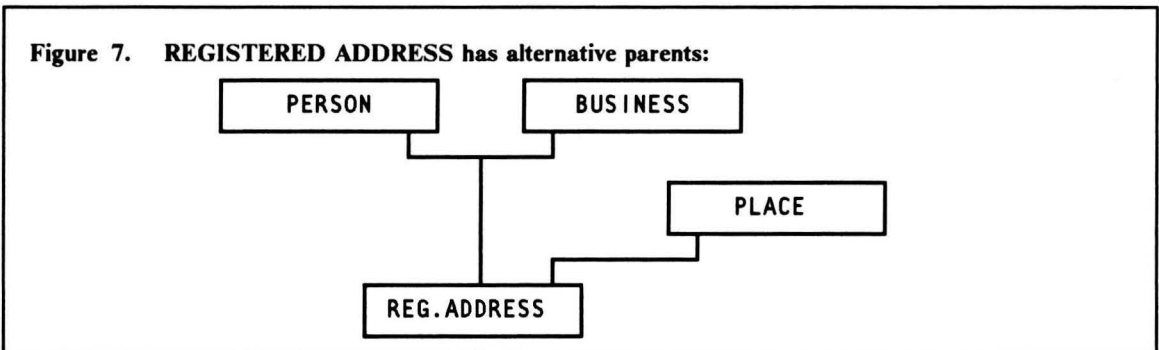 Figure 7. REGISTERED ADDRESS has alternative parents:
PERSON
BUSINESS
PLACE
REG.ADDRESS